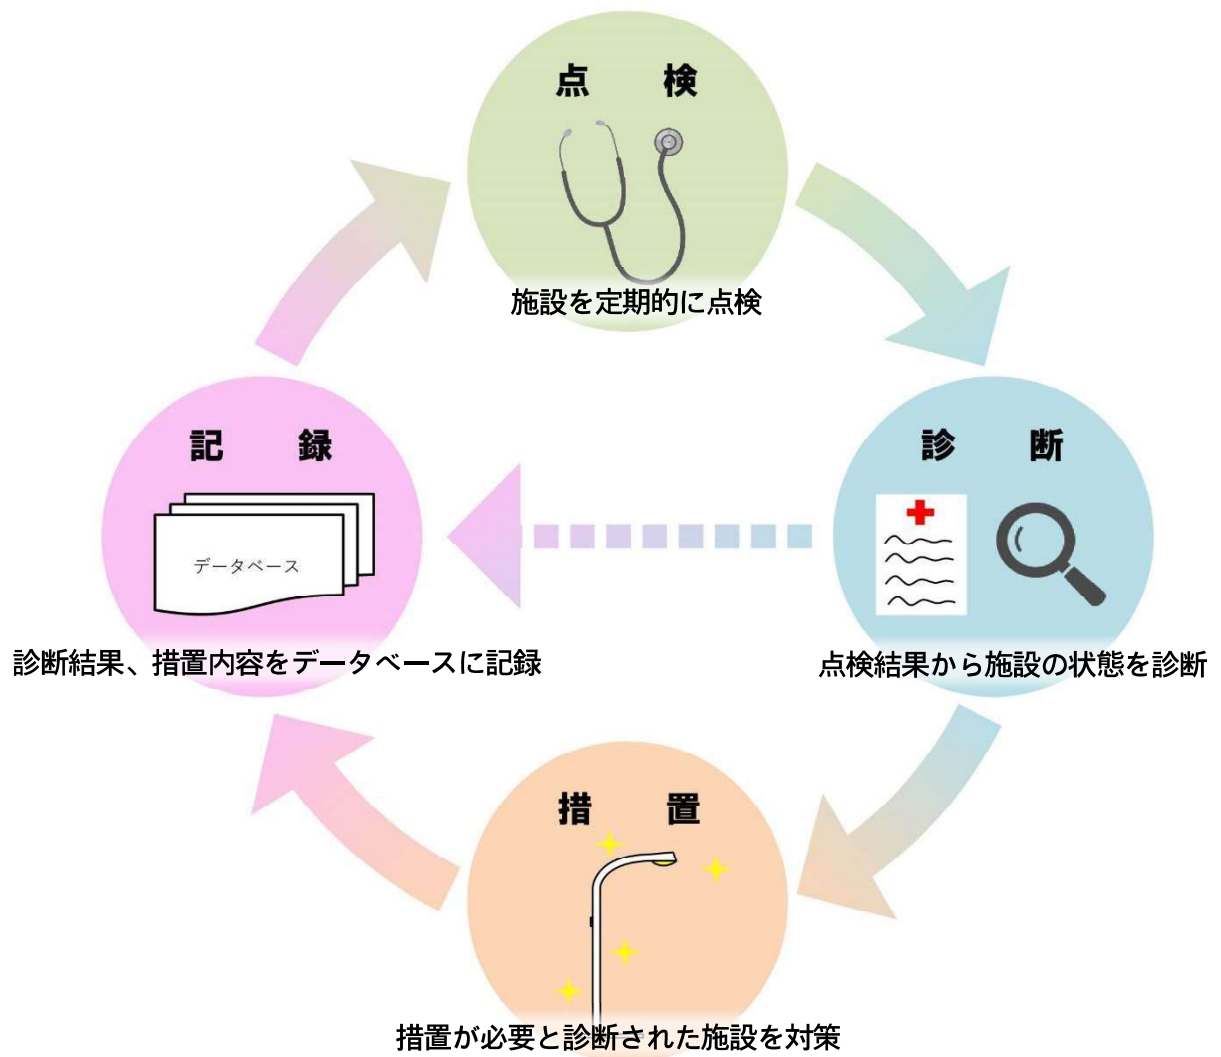 点検
施設を定期的に点検
診断
点検結果から施設の状態を診断
措置
措置が必要と診断された施設を対策
記録
データベース
診断結果、措置内容をデータベースに記録